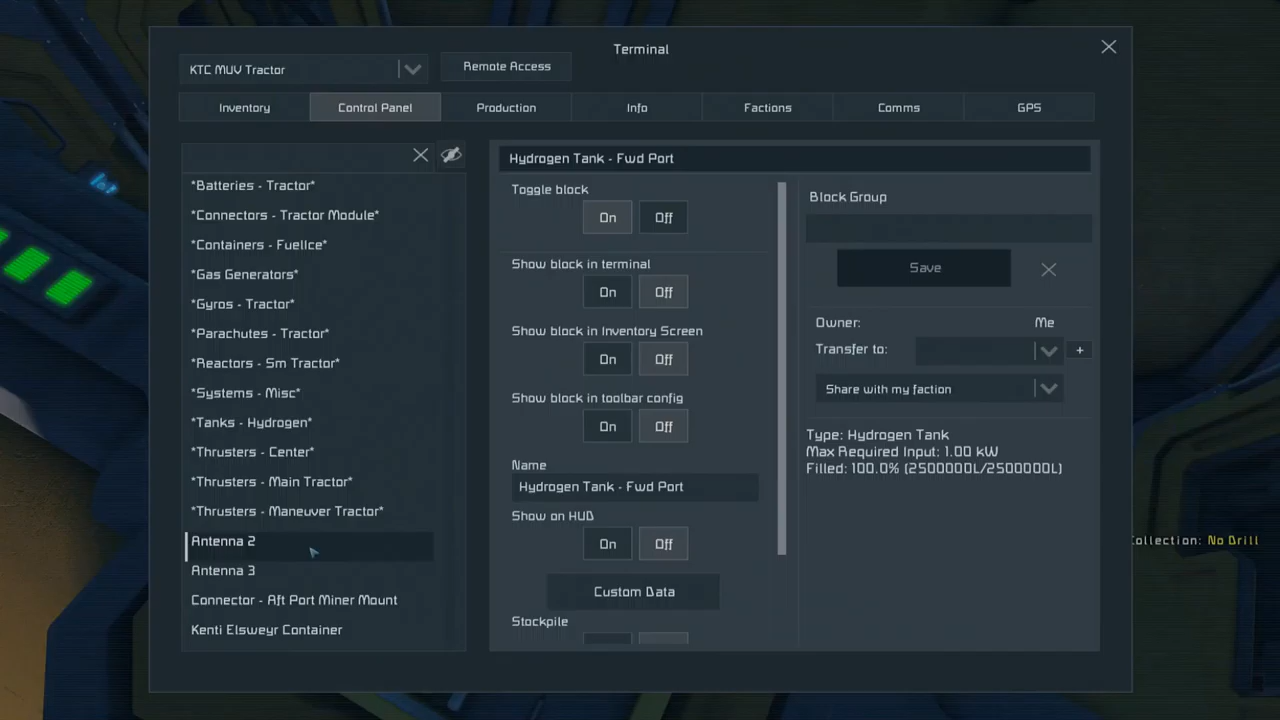 Terminal
KTC MUV Tractor
Remote Access
Inventory
Control Panel
Production
Info
Factions
Comms
GPS
*Batteries - Tractor*
*Connectors - Tractor Module*
*Containers - FuelIce*
*Gas Generators*
*Gyros - Tractor*
*Parachutes - Tractor*
*Reactors - Sm Tractor*
*Systems - Misc*
*Tanks - Hydrogen*
*Thrusters - Center*
*Thrusters - Main Tractor*
*Thrusters - Maneuver Tractor*
Antenna 2
Antenna 3
Connector - Aft Port Miner Mount
Kenti Elsweyr Container
Hydrogen Tank - Fwd Port
Toggle block
On Off
Show block in terminal
On Off
Show block in Inventory Screen
On Off
Show block in toolbar config
On Off
Name
Hydrogen Tank - Fwd Port
Show on HUD
On Off
Custom Data
Stockpile
Block Group
Save
Owner: Me
Transfer to:
+
Share with my faction
Type: Hydrogen Tank
Max Required Input: 1.00 kW
Filled: 100.0% (2500000L/2500000L)
ollection: No Drill